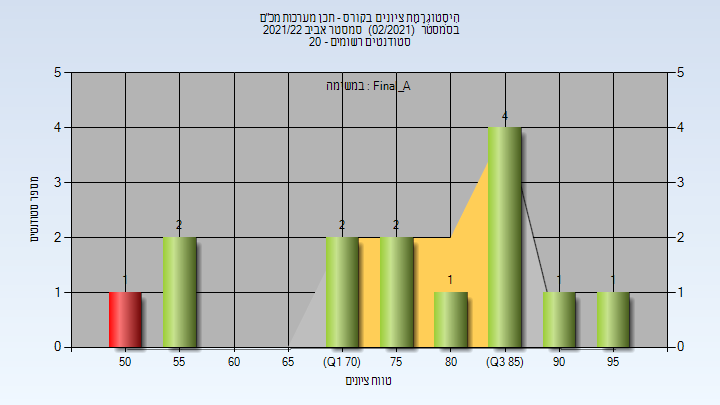 היסטוגרמת ציונים בקורס - תכן מערכות מכ"ם
בסמסטר (02/2021) סמסטר אביב 2021/22
סטודנטים רשומים - 20
במשימה : Final_A
מספר סטודנטים
5 5
4 4
3 3
2 2
1 1
0 0
1 2 2 2 1 4 1 1
50 55 60 65 (Q1 70) 75 80 (Q3 85) 90 95
טווח ציונים